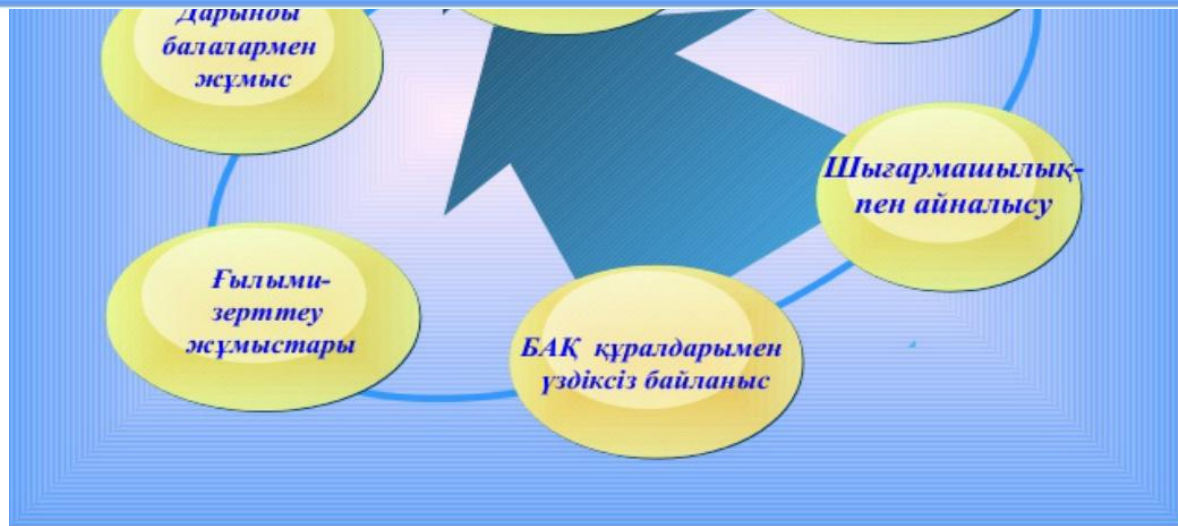 Дарынды
балалармен
жұмыс
Шығармашылық-
пен айналысу
Ғылыми-
зерттеу
жұмыстары
БАҚ құралдарымен
үздіксіз байланыс